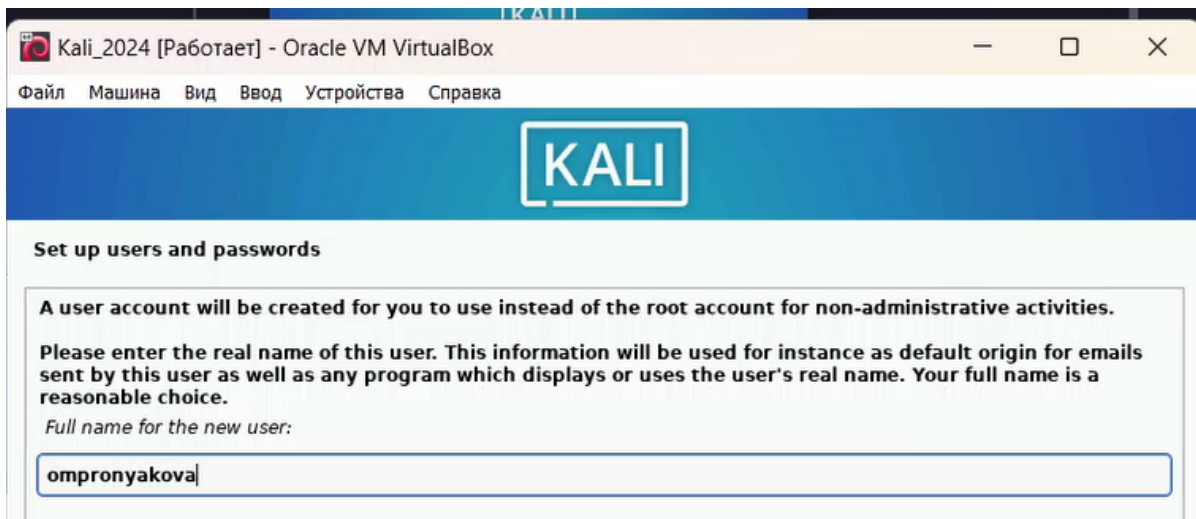 KALI
Kali_2024 [Работает] - Oracle VM VirtualBox
Файл Машина Вид Ввод Устройства Справка
KALI
Set up users and passwords
A user account will be created for you to use instead of the root account for non-administrative activities.
Please enter the real name of this user. This information will be used for instance as default origin for emails
sent by this user as well as any program which displays or uses the user's real name. Your full name is a
reasonable choice.
Full name for the new user:
ompronyakova